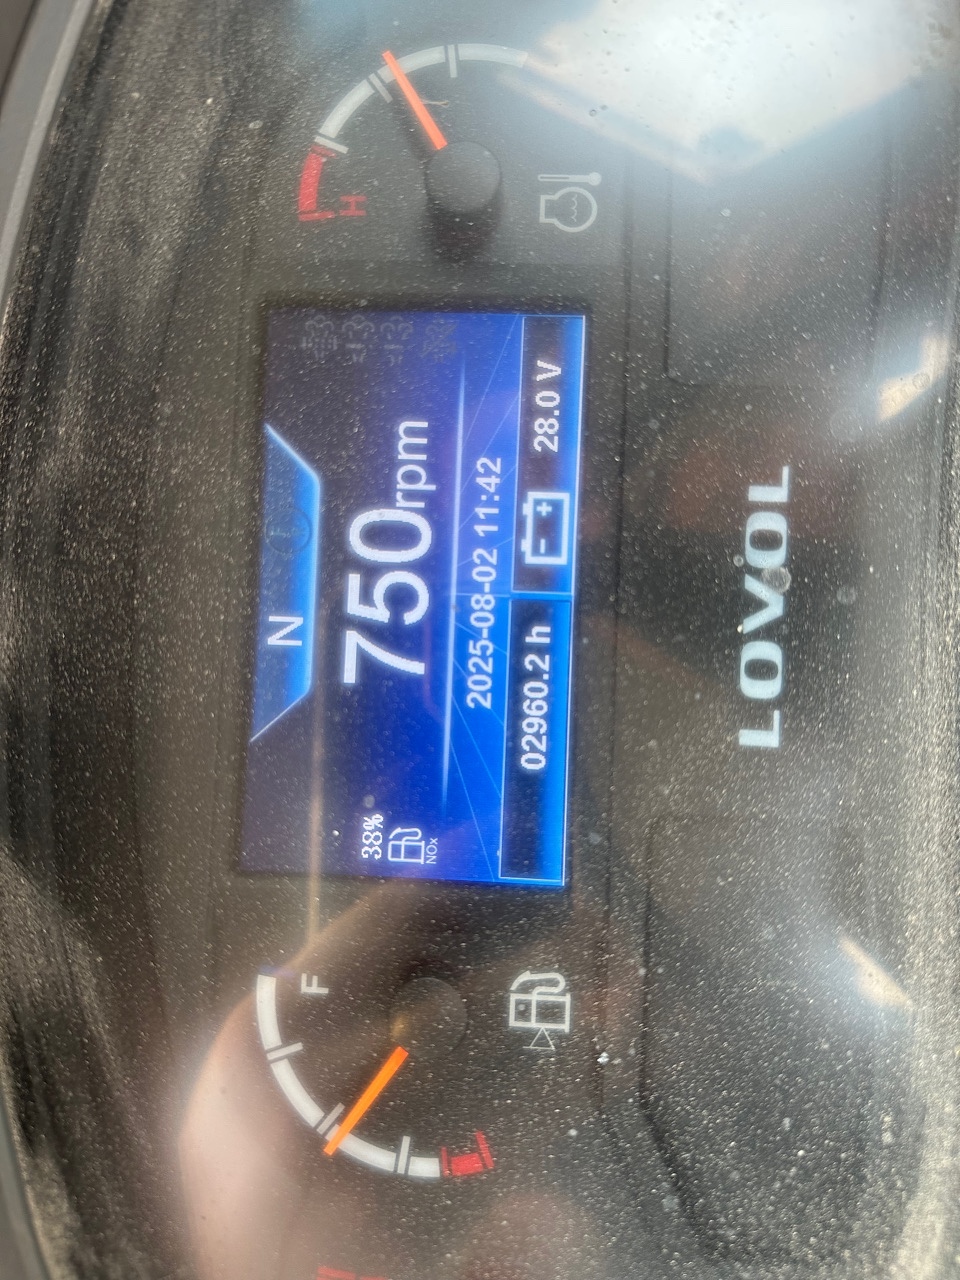 N
750rpm
38%
NOx
2025-08-02 11:42
02960.2 h
28.0 V
F
H
LOVOL